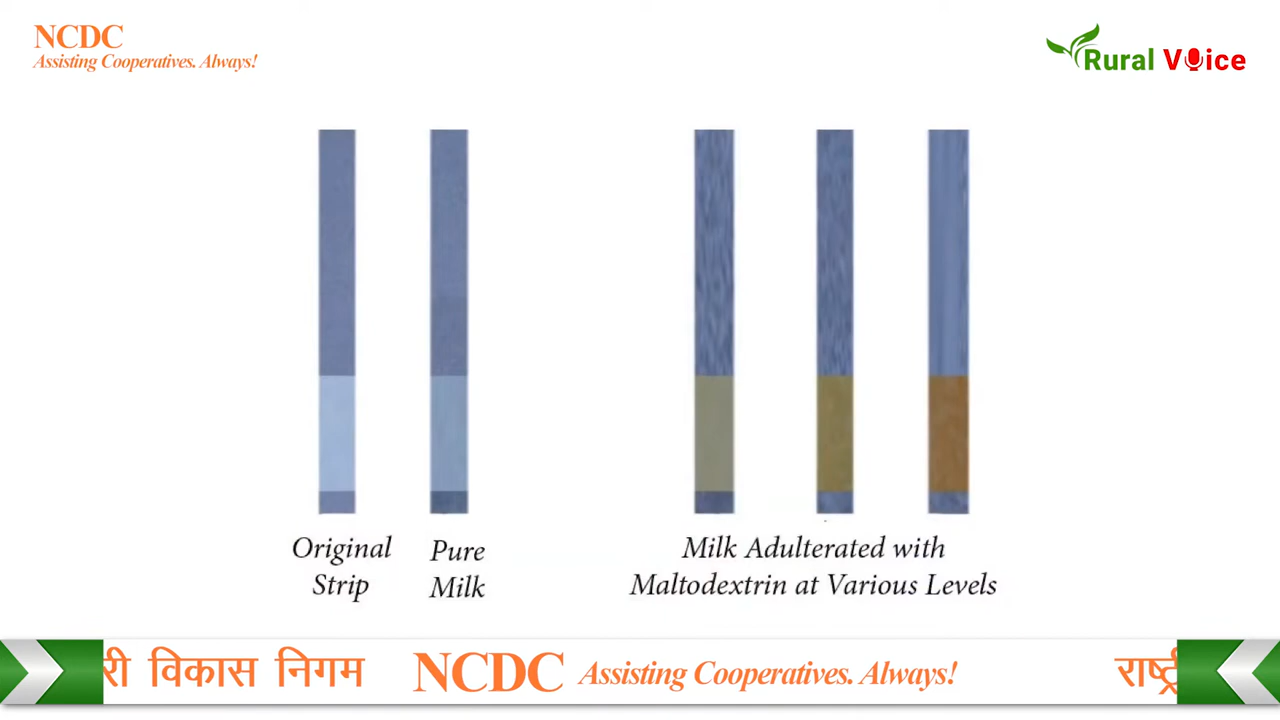 NCDC
Assisting Cooperatives. Always!
Rural Voice
Original
Strip
Pure
Milk
Milk Adulterated with
Maltodextrin at Various Levels
री विकास निगम
NCDC Assisting Cooperatives. Always!
राष्ट्री